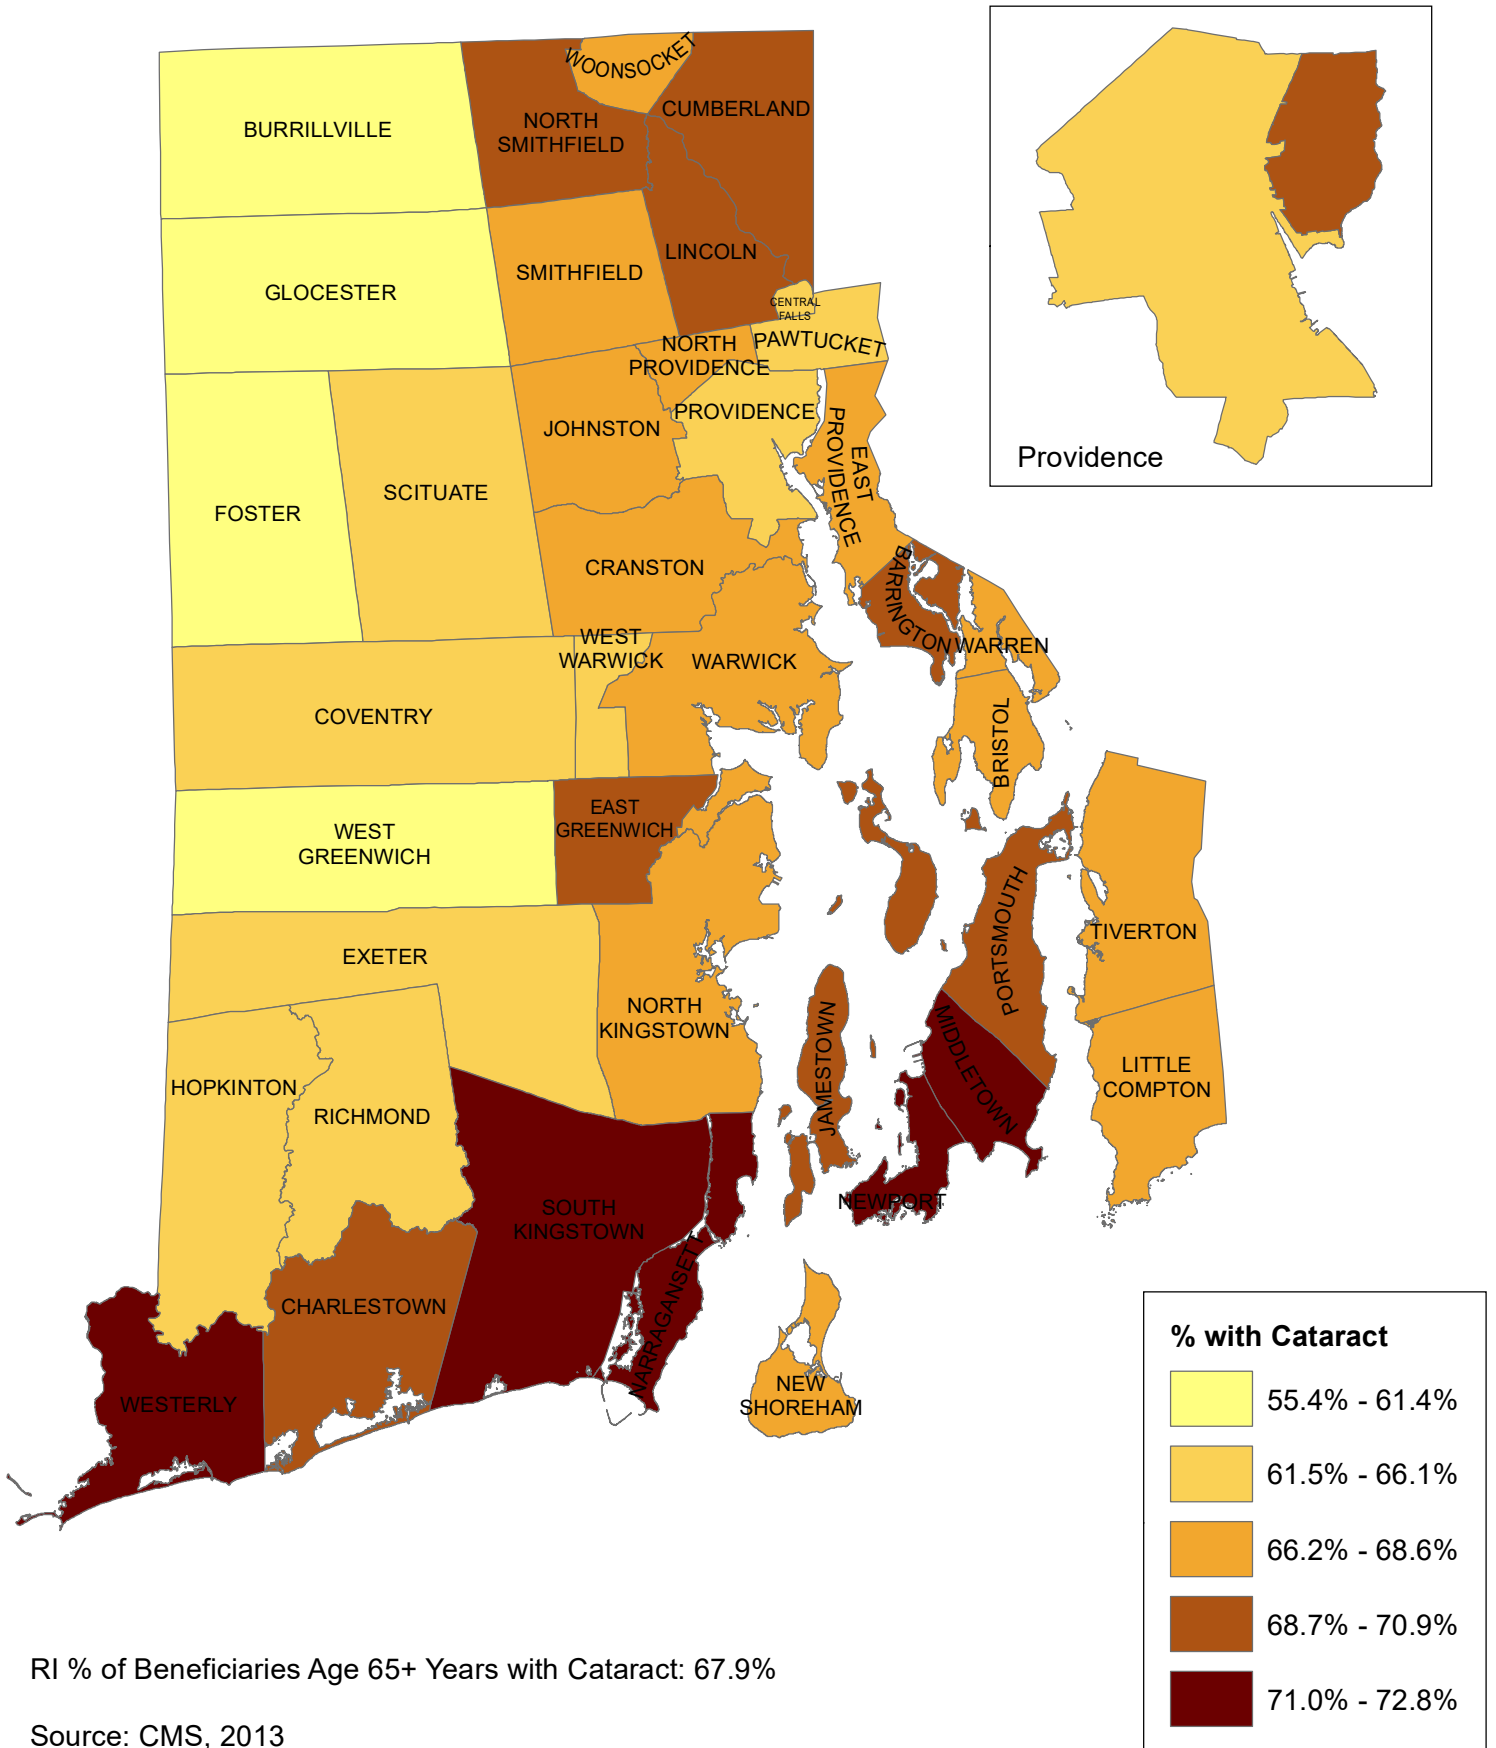 WOONSOCKET
CUMBERLAND
BURRILLVILLE
NORTH
SMITHFIELD
LINCOLN
SMITHFIELD
GLOCESTER
CENTRAL
FALLS
NORTH
PROVIDENCE
PAWTUCKET
PROVIDENCE
JOHNSTON
EAST
PROVIDENCE
SCITUATE
FOSTER
CRANSTON
BARRINGTON
WARREN
WEST
WARWICK
WARWICK
COVENTRY
BRISTOL
EAST
GREENWICH
WEST
GREENWICH
PORTSMOUTH
TIVERTON
EXETER
NORTH
KINGSTOWN
JAMESTOWN
MIDDLETOWN
LITTLE
COMPTON
HOPKINTON
RICHMOND
SOUTH
KINGSTOWN
NEWPORT
NARRAGANSETT
CHARLESTOWN
WESTERLY
NEW
SHOREHAM
Providence
% with Cataract
55.4% - 61.4%
61.5% - 66.1%
66.2% - 68.6%
68.7% - 70.9%
71.0% - 72.8%
RI % of Beneficiaries Age 65+ Years with Cataract: 67.9%
Source: CMS, 2013